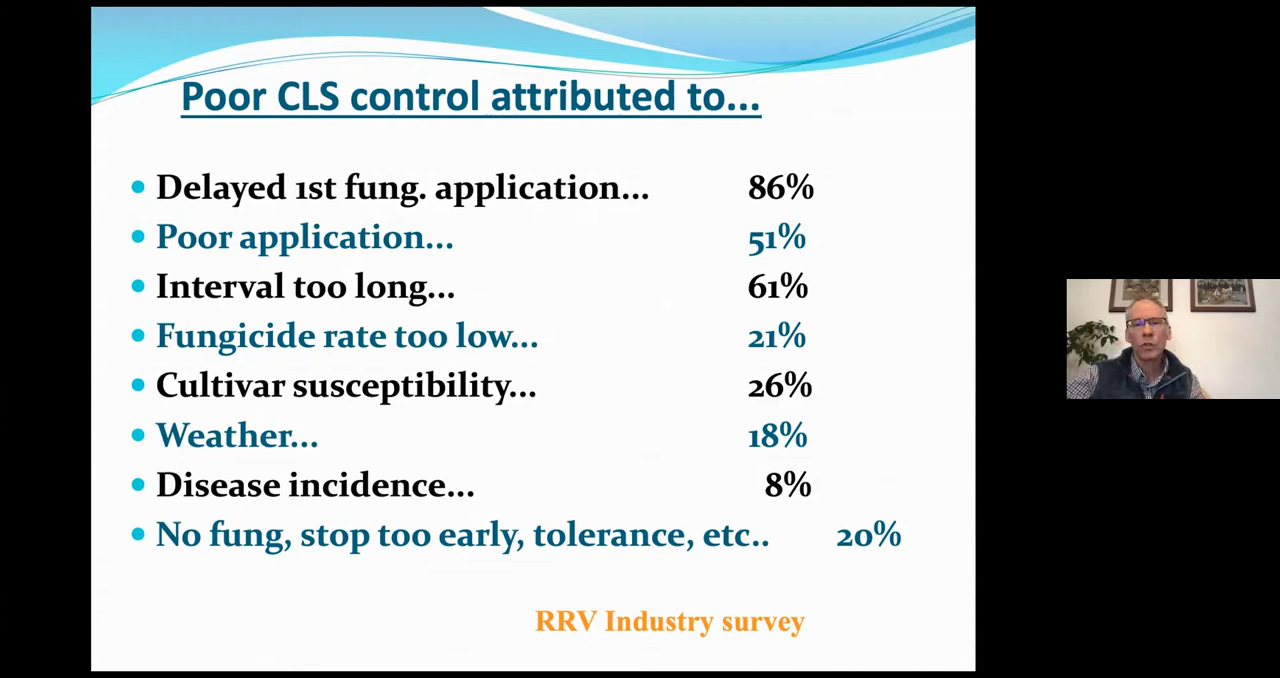 Poor CLS control attributed to...
Delayed 1st fung. application... 86%
Poor application... 51%
Interval too long... 61%
Fungicide rate too low... 21%
Cultivar susceptibility... 26%
Weather... 18%
Disease incidence... 8%
No fung, stop too early, tolerance, etc.. 20%
RRV Industry survey